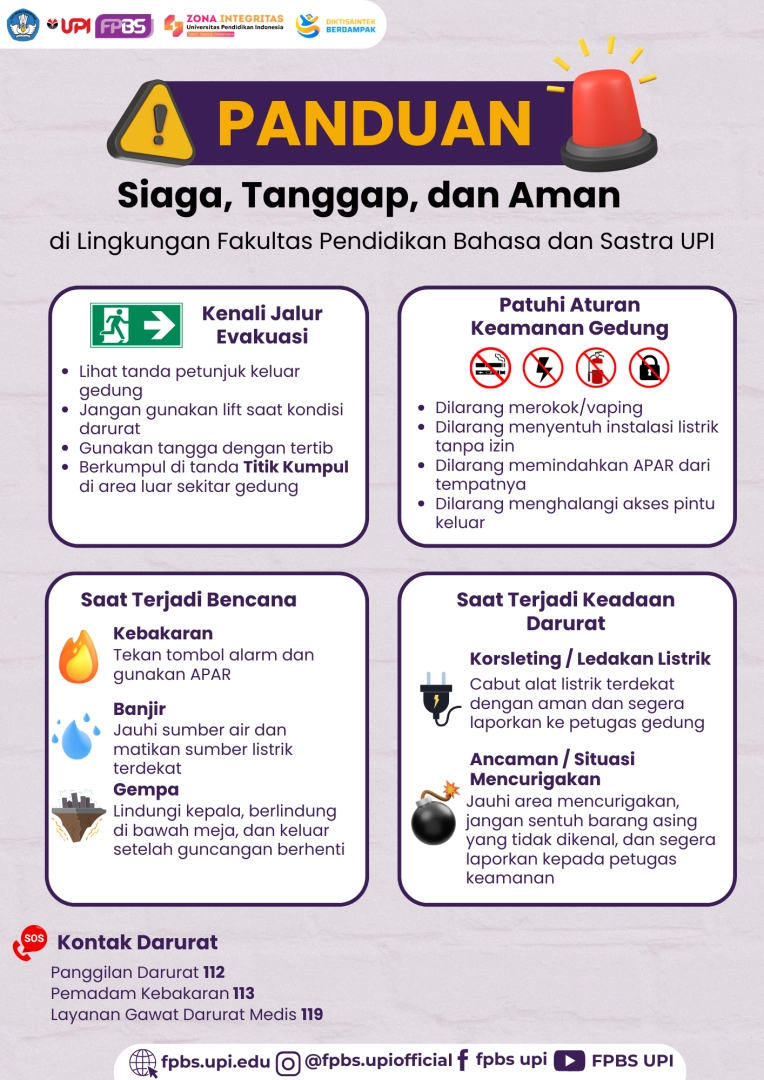 UPI
FPBS
ZONA INTEGRITAS
Universitas Pendidikan Indonesia
DIKTISAINTEK
BERDAMPAK
PANDUAN
Siaga, Tanggap, dan Aman
di Lingkungan Fakultas Pendidikan Bahasa dan Sastra UPI
Kenali Jalur
Evakuasi
• Lihat tanda petunjuk keluar
gedung
• Jangan gunakan lift saat kondisi
darurat
• Gunakan tangga dengan tertib
• Berkumpul di tanda Titik Kumpul
di area luar sekitar gedung
Patuhi Aturan
Keamanan Gedung
• Dilarang merokok/vaping
• Dilarang menyentuh instalasi listrik
tanpa izin
• Dilarang memindahkan APAR dari
tempatnya
• Dilarang menghalangi akses pintu
keluar
Saat Terjadi Bencana
Kebakaran
Tekan tombol alarm dan
gunakan APAR
Banjir
Jauhi sumber air dan
matikan sumber listrik
terdekat
Gempa
Lindungi kepala, berlindung
di bawah meja, dan keluar
setelah guncangan berhenti
Saat Terjadi Keadaan
Darurat
Korsleting / Ledakan Listrik
Cabut alat listrik terdekat
dengan aman dan segera
laporkan ke petugas gedung
Ancaman / Situasi
Mencurigakan
Jauhi area mencurigakan,
jangan sentuh barang asing
yang tidak dikenal, dan segera
laporkan kepada petugas
keamanan
SOS
Kontak Darurat
Panggilan Darurat 112
Pemadam Kebakaran 113
Layanan Gawat Darurat Medis 119
fpbs.upi.edu @fpbs.upiofficial fpbs upi FPBS UPI